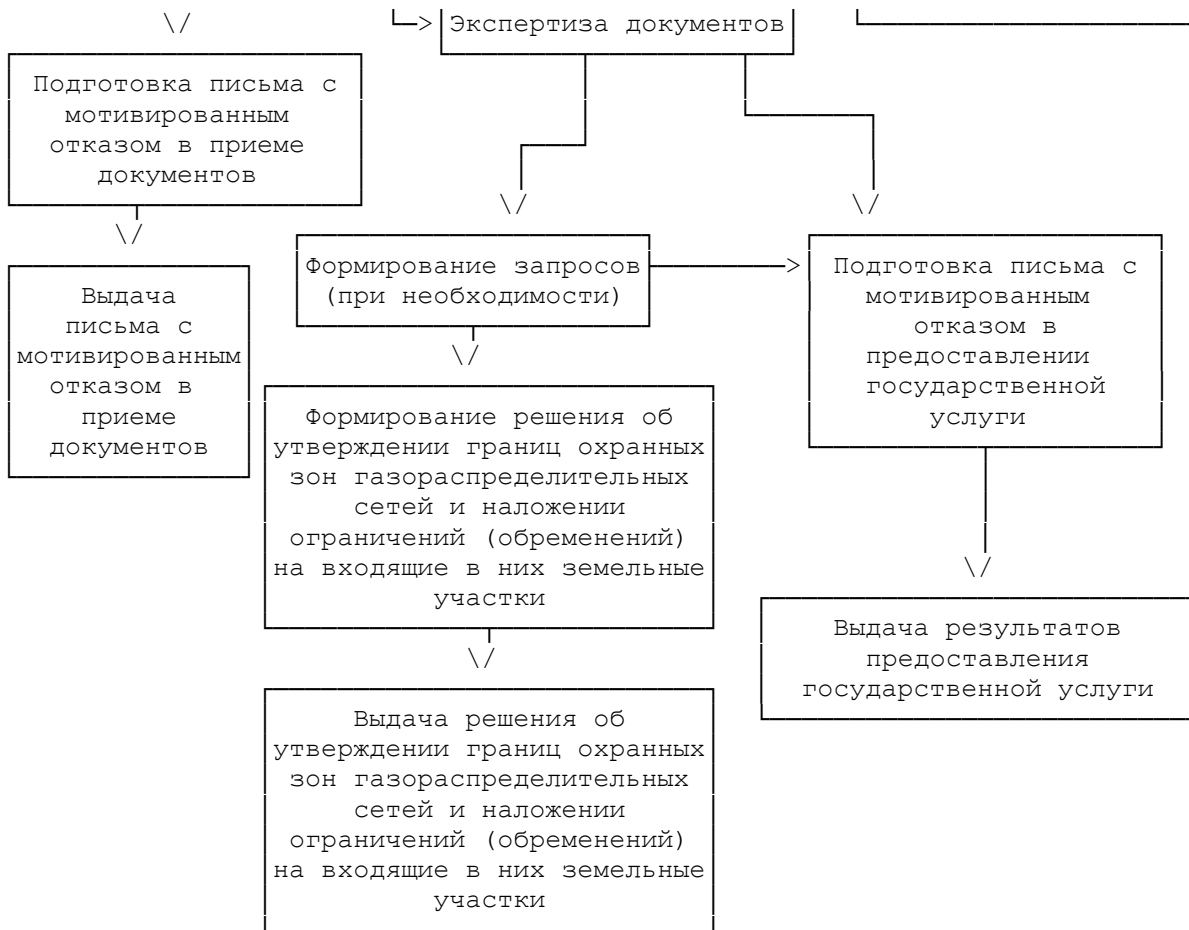 Экспертиза документов
Подготовка письма с
мотивированным
отказом в приеме
документов
Выдача
письма с
мотивированным
отказом в
приеме
документов
Формирование запросов
(при необходимости)
Подготовка письма с
мотивированным
отказом в
предоставлении
государственной
услуги
Формирование решения об
утверждении границ охранных
зон газораспределительных
сетей и наложении
ограничений (обременений)
на входящие в них земельные
участки
Выдача результатов
предоставления
государственной услуги
Выдача решения об
утверждении границ охранных
зон газораспределительных
сетей и наложении
ограничений (обременений)
на входящие в них земельные
участки